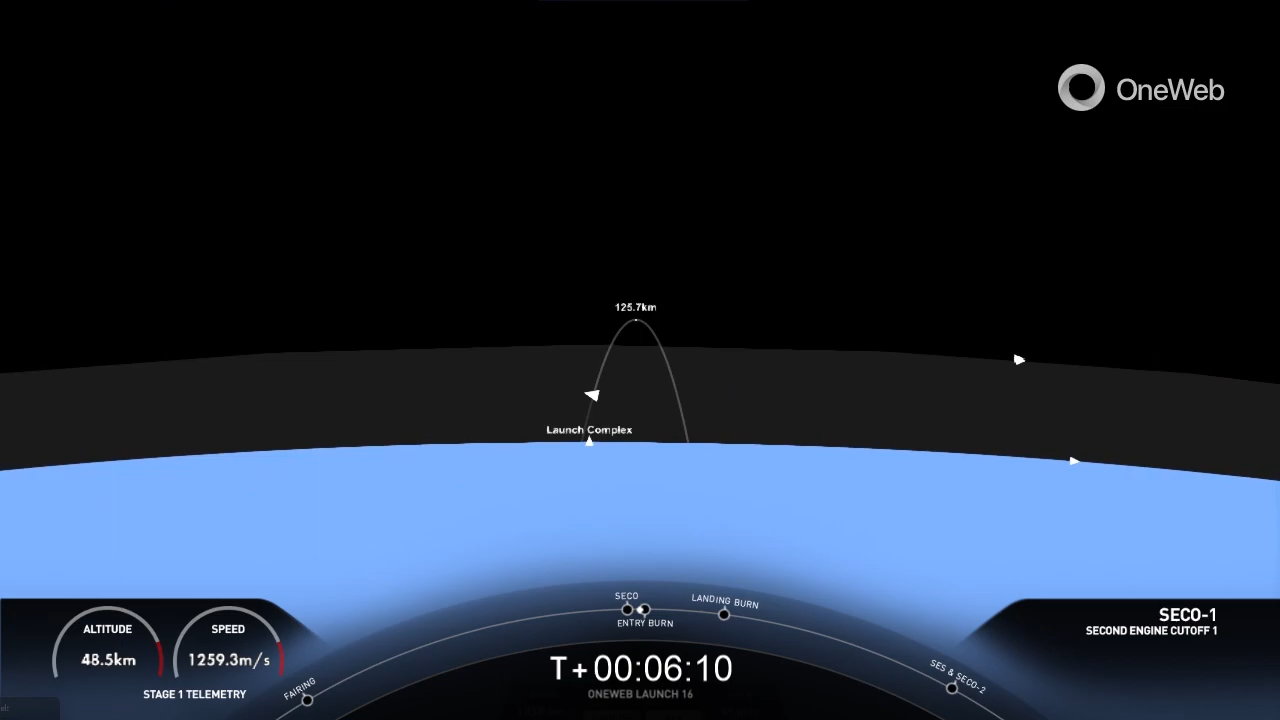 OneWeb
125.7km
Launch Complex
SECO
LANDING BURN
ENTRY BURN
FAIRING
SES & SECO-2
ALTITUDE
48.5km
SPEED
1259.3m/s
STAGE 1 TELEMETRY
T+00:06:10
ONEWEB LAUNCH 16
SECO-1
SECOND ENGINE CUTOFF 1